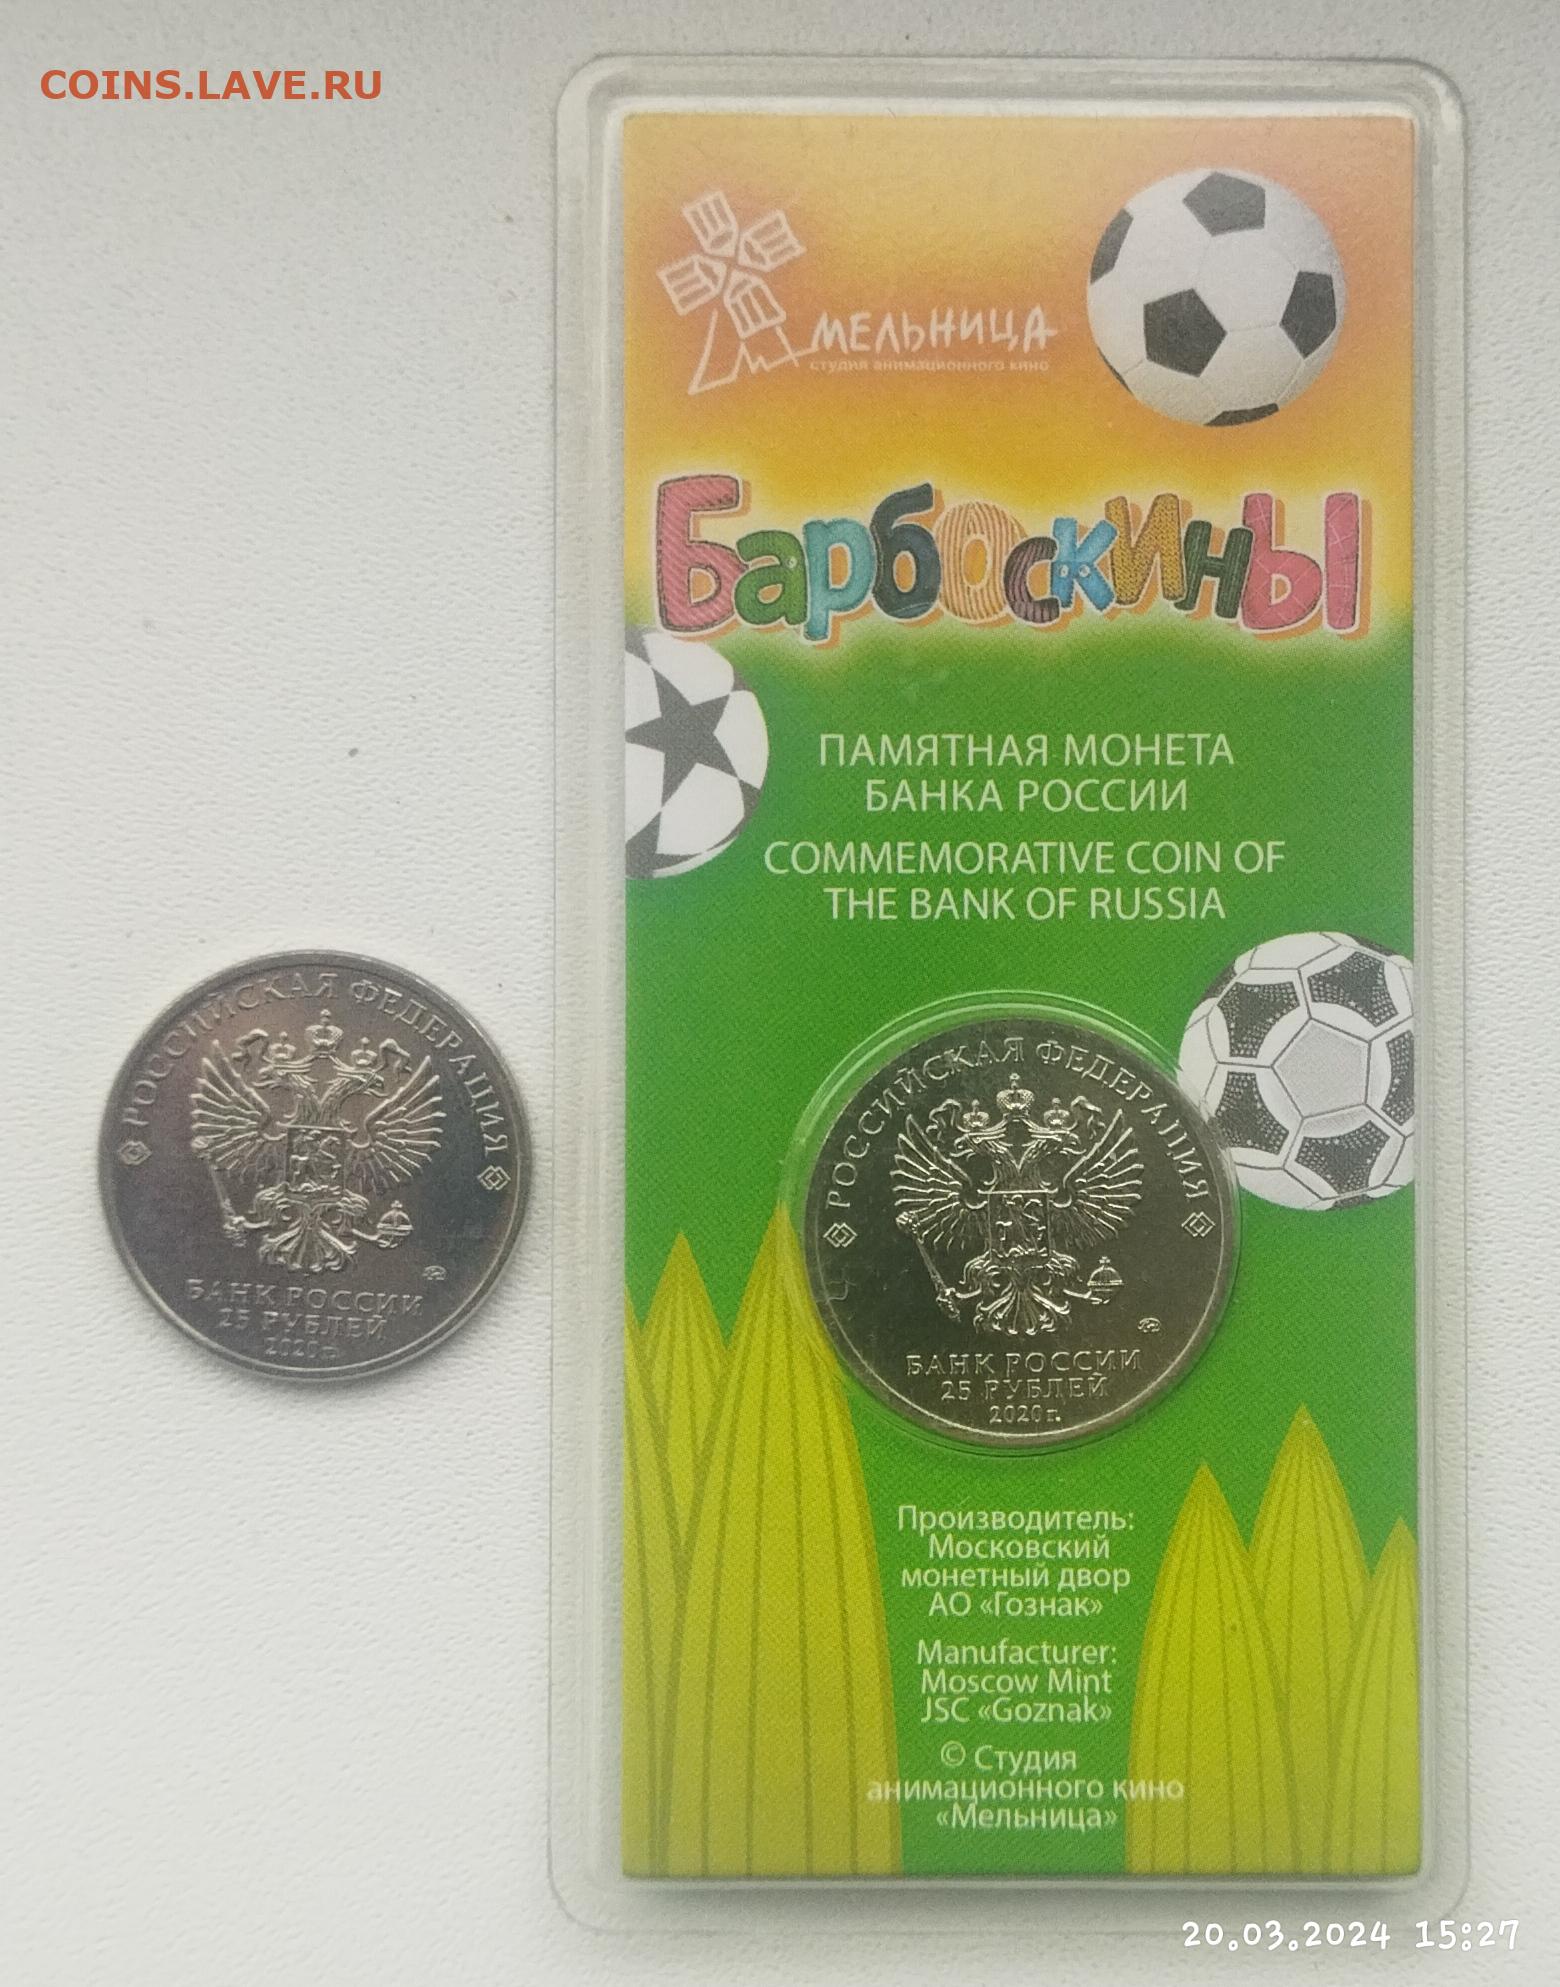 COINS.LAVE.RU
МЕЛЬНИЦА
студия анимационного кино
Барбоскины
ПАМЯТНАЯ МОНЕТА
БАНКА РОССИИ
COMMEMORATIVE COIN OF
THE BANK OF RUSSIA
РОССИЙСКАЯ ФЕДЕРАЦИЯ
БАНК РОССИИ
25 РУБЛЕЙ
2020 г.
РОССИЙСКАЯ ФЕДЕРАЦИЯ
БАНК РОССИИ
25 РУБЛЕЙ
2020 г.
Производитель:
Московский
монетный двор
АО «Гознак»
Manufacturer:
Moscow Mint
JSC «Goznak»
© Студия
анимационного кино
«Мельница»
20.03.2024 15:27